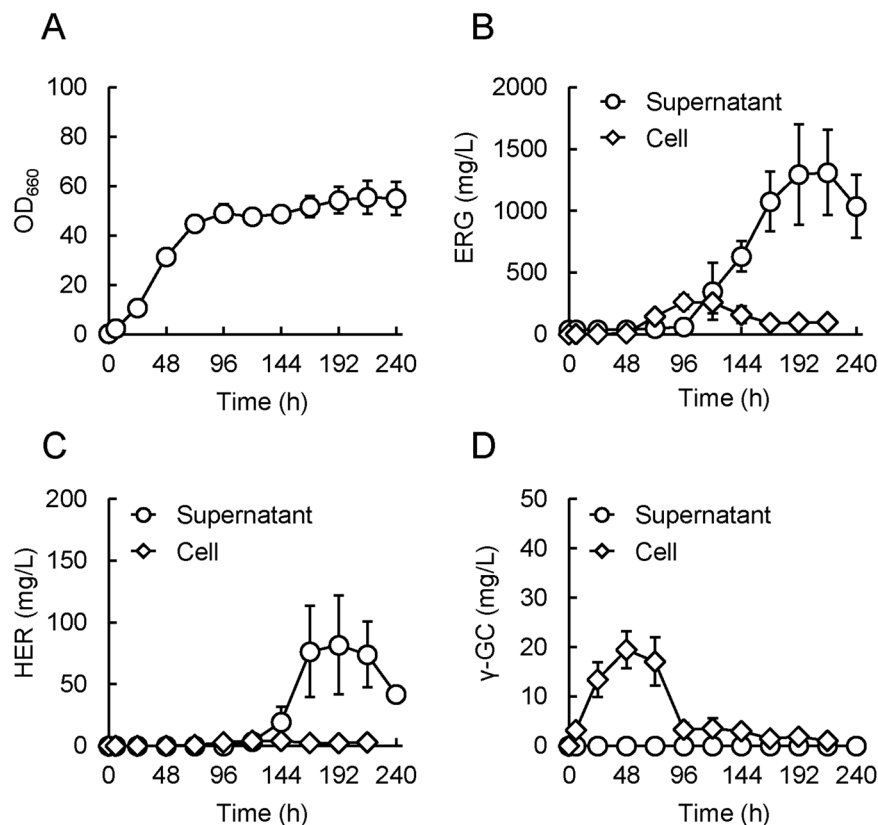 A
100
80
60
40
20
0
OD660
0 48 96 144 192 240
Time (h)
B
2000
1500
1000
500
0
ERG (mg/L)
Supernatant
Cell
0 48 96 144 192 240
Time (h)
C
200
150
100
50
0
HER (mg/L)
Supernatant
Cell
0 48 96 144 192 240
Time (h)
D
50
40
30
20
10
0
γ-GC (mg/L)
Supernatant
Cell
0 48 96 144 192 240
Time (h)